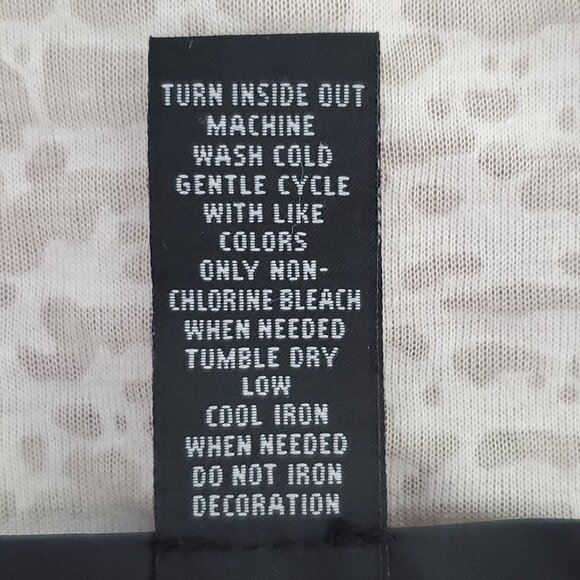 TURN INSIDE OUT
MACHINE
WASH COLD
GENTLE CYCLE
WITH LIKE
COLORS
ONLY NON-
CHLORINE BLEACH
WHEN NEEDED
TUMBLE DRY
LOW
COOL IRON
WHEN NEEDED
DO NOT IRON
DECORATION